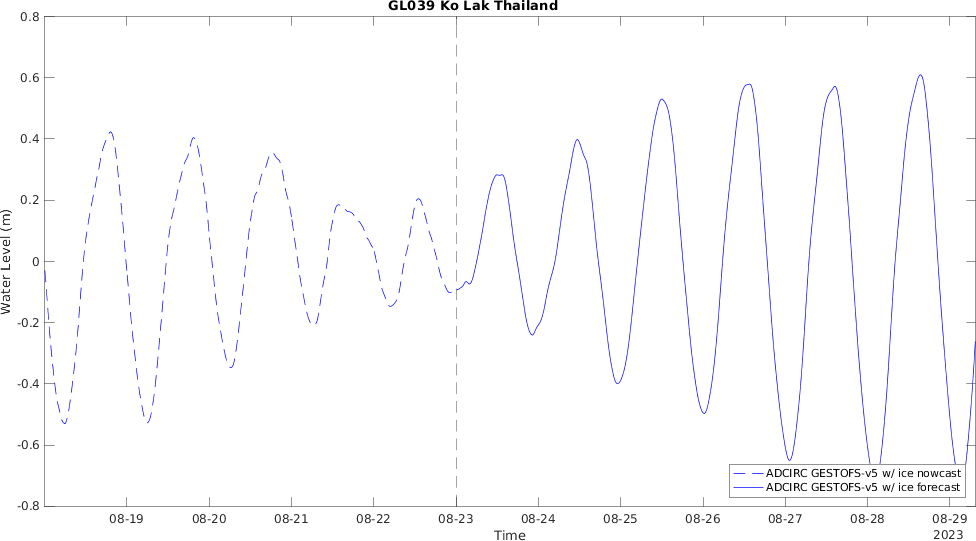 GL039 Ko Lak Thailand
Water Level (m)
0.8
0.6
0.4
0.2
0
-0.2
-0.4
-0.6
-0.8
ADCIRC GESTOFS-v5 w/ ice nowcast
ADCIRC GESTOFS-v5 w/ ice forecast
08-19 08-20 08-21 08-22 08-23 08-24 08-25 08-26 08-27 08-28 08-29
Time
2023